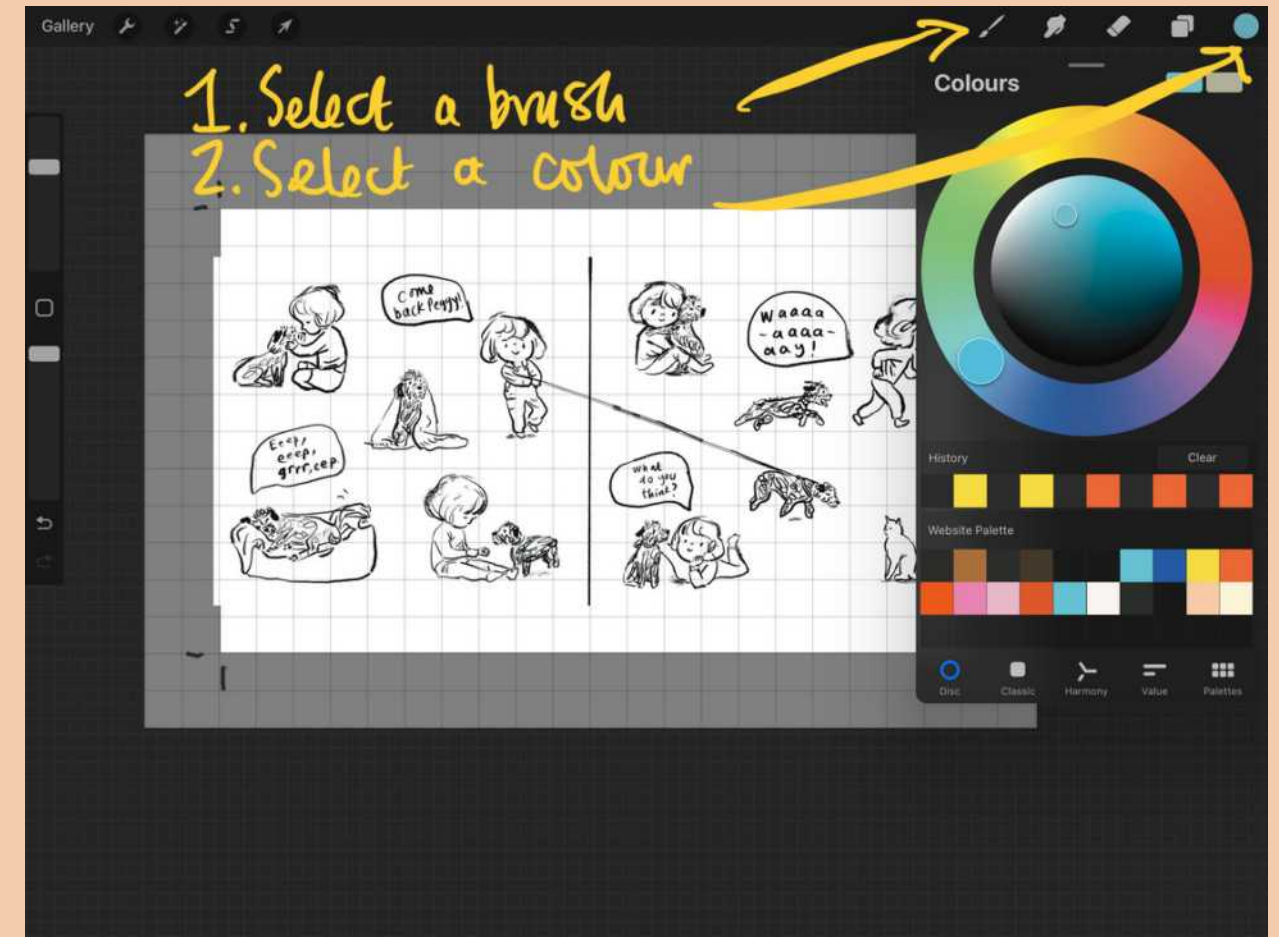 Gallery
1. Select a brush
2. Select a colour
Colours
Come
back Peggy!
Waaaa
-aaaa-
aay!
Eeep,
eeep,
grrr, eep
What
do you
think?
History
Clear
Website Palette
Disc
Classic
Harmony
Value
Palettes